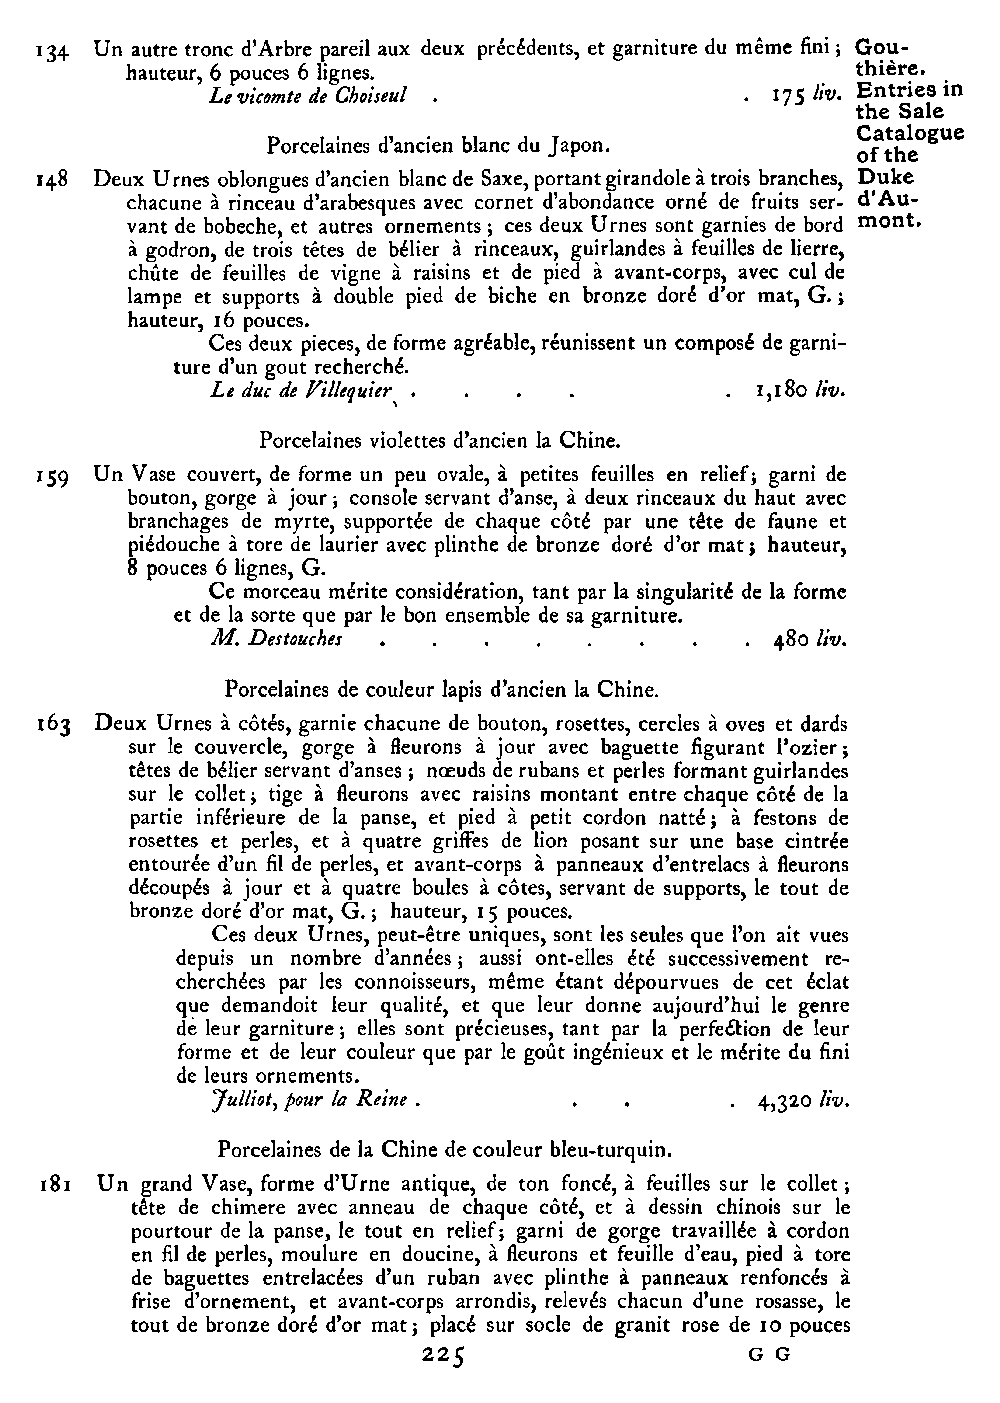 134 Un autre tronc d'Arbre pareil aux deux précédents, et garniture du même fini ;
hauteur, 6 pouces 6 lignes.
Le vicomte de Choiseul . . 175 liv.
Gou-
thière.
Entries in
the Sale
Catalogue
of the
Duke
d'Au-
mont.
Porcelaines d'ancien blanc du Japon.
148 Deux Urnes oblongues d'ancien blanc de Saxe, portant girandole à trois branches,
chacune à rinceau d'arabesques avec cornet d'abondance orné de fruits ser-
vant de bobeche, et autres ornements ; ces deux Urnes sont garnies de bord
à godron, de trois têtes de bélier à rinceaux, guirlandes à feuilles de lierre,
chûte de feuilles de vigne à raisins et de pied à avant-corps, avec cul de
lampe et supports à double pied de biche en bronze doré d'or mat, G. ;
hauteur, 16 pouces.
Ces deux pieces, de forme agréable, réunissent un composé de garni-
ture d'un gout recherché.
Le duc de Villequier . . . . . 1,180 liv.
Porcelaines violettes d'ancien la Chine.
159 Un Vase couvert, de forme un peu ovale, à petites feuilles en relief ; garni de
bouton, gorge à jour ; console servant d'anse, à deux rinceaux du haut avec
branchages de myrte, supportée de chaque côté par une tête de faune et
piédouche à tore de laurier avec plinthe de bronze doré d'or mat ; hauteur,
8 pouces 6 lignes, G.
Ce morceau mérite considération, tant par la singularité de la forme
et de la sorte que par le bon ensemble de sa garniture.
M. Destouches . . . . . . . . 480 liv.
Porcelaines de couleur lapis d'ancien la Chine.
163 Deux Urnes à côtés, garnie chacune de bouton, rosettes, cercles à oves et dards
sur le couvercle, gorge à fleurons à jour avec baguette figurant l'ozier ;
têtes de bélier servant d'anses ; nœuds de rubans et perles formant guirlandes
sur le collet ; tige à fleurons avec raisins montant entre chaque côté de la
partie inférieure de la panse, et pied à petit cordon natté ; à festons de
rosettes et perles, et à quatre griffes de lion posant sur une base cintrée
entourée d'un fil de perles, et avant-corps à panneaux d'entrelacs à fleurons
découpés à jour et à quatre boules à côtes, servant de supports, le tout de
bronze doré d'or mat, G. ; hauteur, 15 pouces.
Ces deux Urnes, peut-être uniques, sont les seules que l'on ait vues
depuis un nombre d'années ; aussi ont-elles été successivement re-
cherchées par les connoisseurs, même étant dépourvues de cet éclat
que demandoit leur qualité, et que leur donne aujourd'hui le genre
de leur garniture ; elles sont précieuses, tant par la perfection de leur
forme et de leur couleur que par le goût ingénieux et le mérite du fini
de leurs ornements.
Julliot, pour la Reine . . . . 4,320 liv.
Porcelaines de la Chine de couleur bleu-turquin.
181 Un grand Vase, forme d'Urne antique, de ton foncé, à feuilles sur le collet ;
tête de chimere avec anneau de chaque côté, et à dessin chinois sur le
pourtour de la panse, le tout en relief ; garni de gorge travaillée à cordon
en fil de perles, moulure en doucine, à fleurons et feuille d'eau, pied à tore
de baguettes entrelacées d'un ruban avec plinthe à panneaux renfoncés à
frise d'ornement, et avant-corps arrondis, relevés chacun d'une rosasse, le
tout de bronze doré d'or mat ; placé sur socle de granit rose de 10 pouces
225 G G